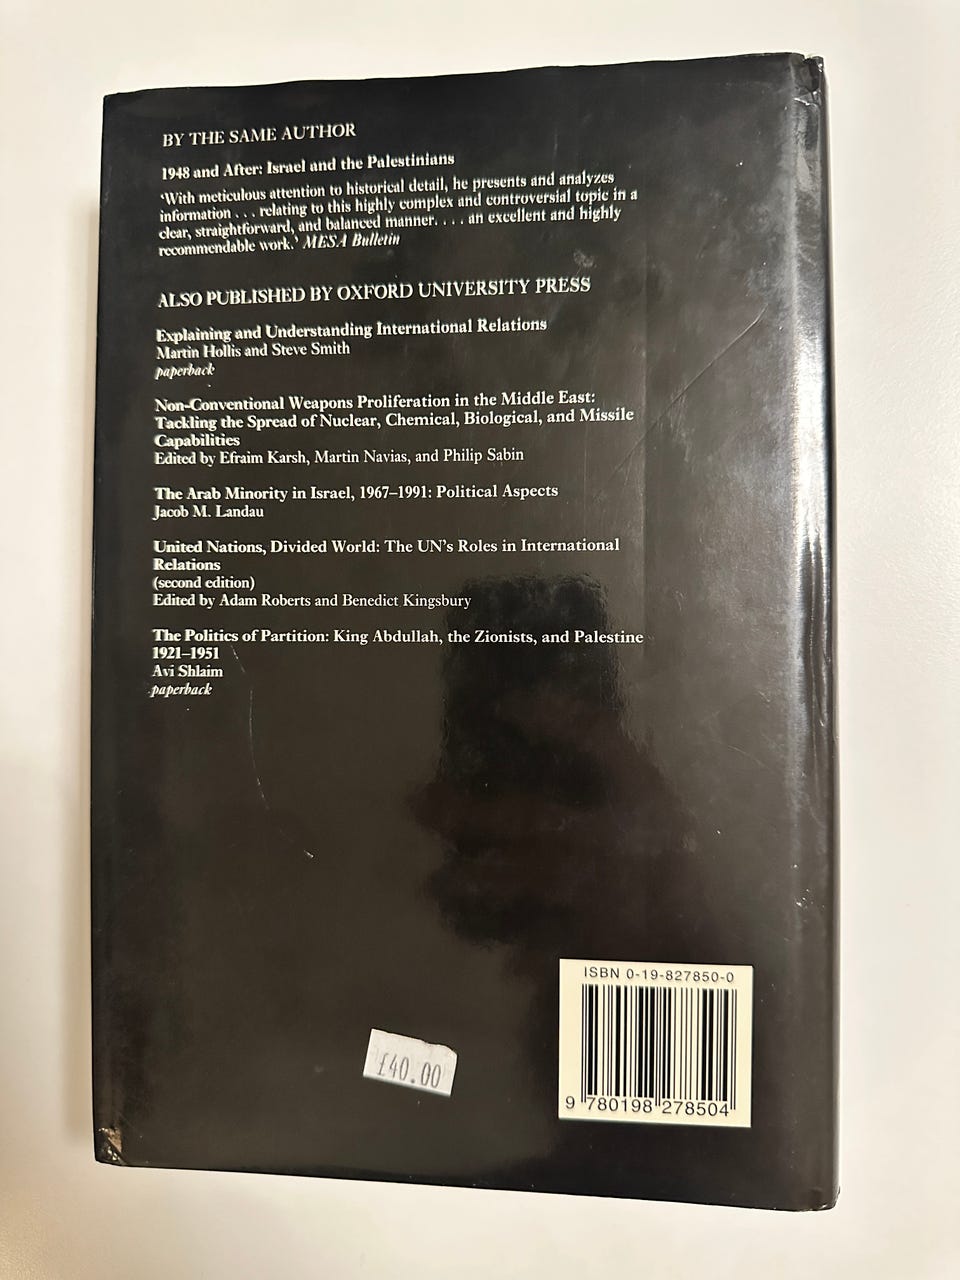 BY THE SAME AUTHOR
1948 and After: Israel and the Palestinians
‘With meticulous attention to historical detail, he presents and analyzes
information . . . relating to this highly complex and controversial topic in a
clear, straightforward, and balanced manner. . . . an excellent and highly
recommendable work.’ MESA Bulletin
ALSO PUBLISHED BY OXFORD UNIVERSITY PRESS
Explaining and Understanding International Relations
Martin Hollis and Steve Smith
paperback
Non-Conventional Weapons Proliferation in the Middle East:
Tackling the Spread of Nuclear, Chemical, Biological, and Missile
Capabilities
Edited by Efraim Karsh, Martin Navias, and Philip Sabin
The Arab Minority in Israel, 1967–1991: Political Aspects
Jacob M. Landau
United Nations, Divided World: The UN’s Roles in International
Relations
(second edition)
Edited by Adam Roberts and Benedict Kingsbury
The Politics of Partition: King Abdullah, the Zionists, and Palestine
1921–1951
Avi Shlaim
paperback
ISBN 0-19-827850-0
£40.00
9 780198 278504